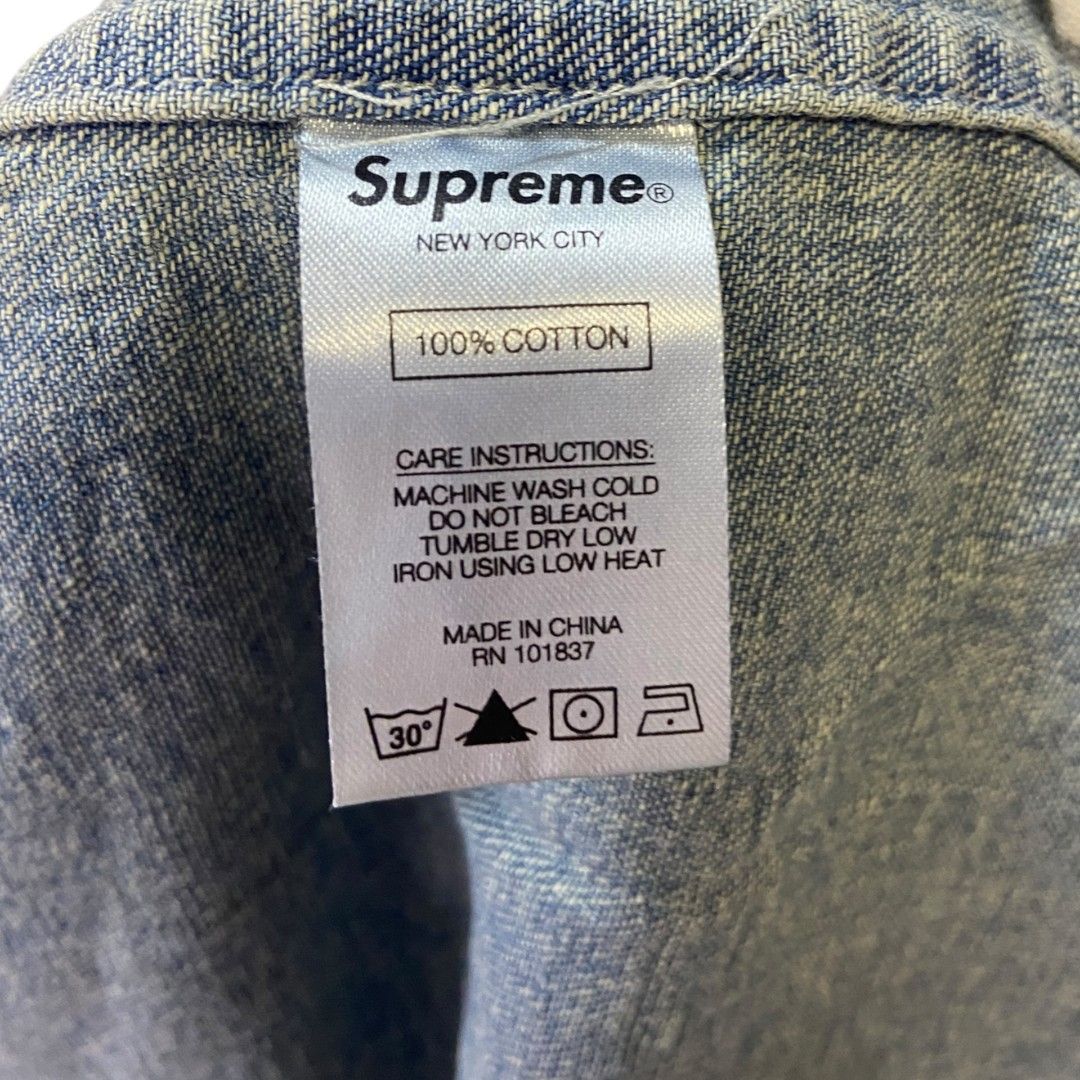 Supreme®
NEW YORK CITY
100% COTTON
CARE INSTRUCTIONS:
MACHINE WASH COLD
DO NOT BLEACH
TUMBLE DRY LOW
IRON USING LOW HEAT
MADE IN CHINA
RN 101837
30°